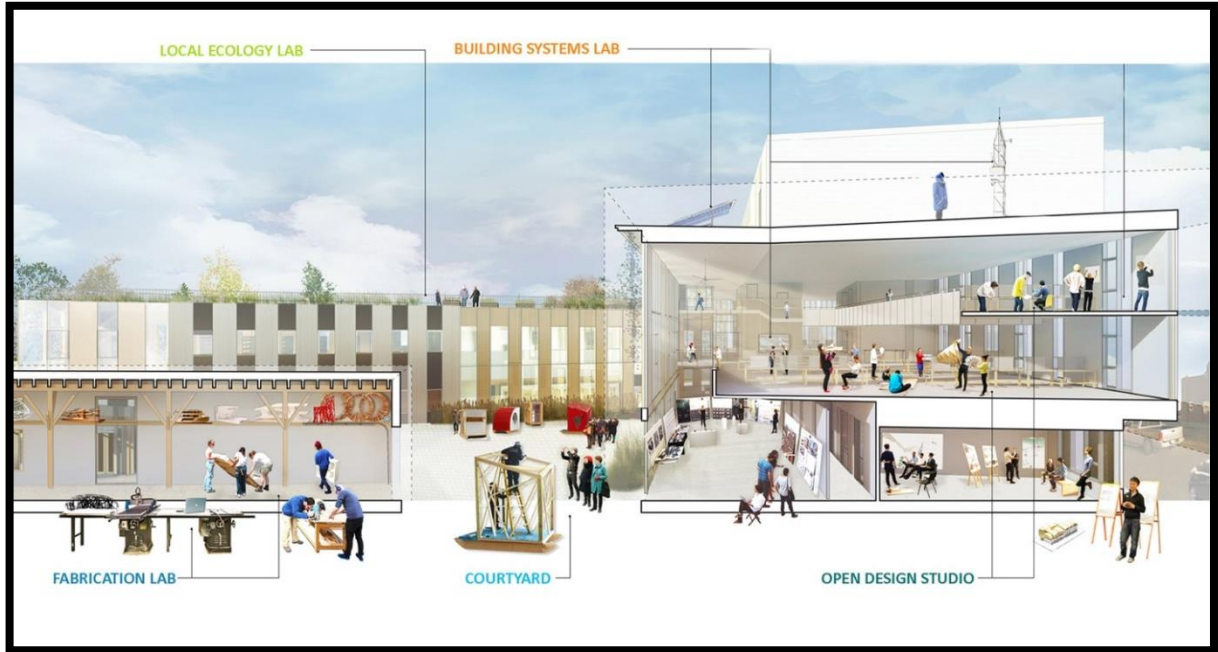 LOCAL ECOLOGY LAB
BUILDING SYSTEMS LAB
FABRICATION LAB
COURTYARD
OPEN DESIGN STUDIO